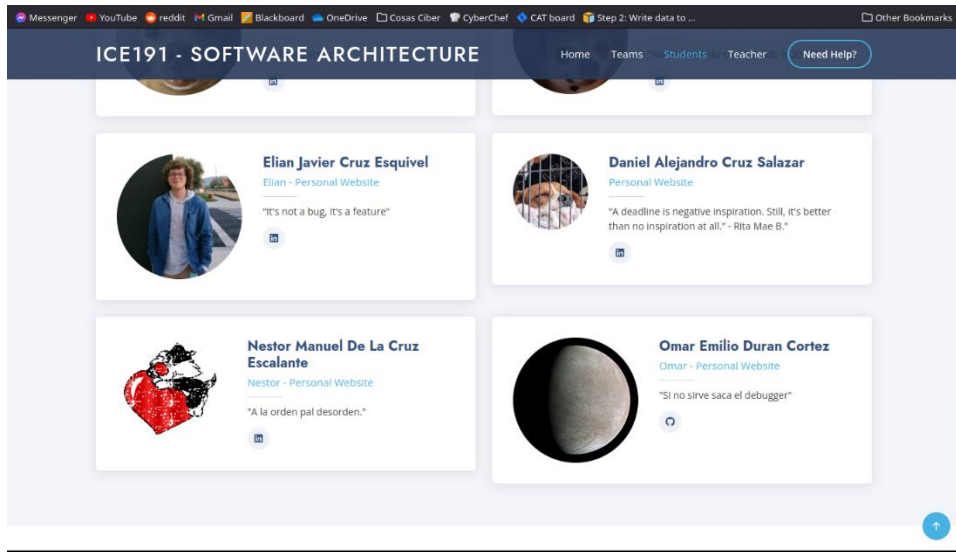 Messenger YouTube reddit Gmail Blackboard OneDrive Cosas Ciber CyberChef CAT board Step 2: Write data to ... Other Bookmarks
ICE191 - SOFTWARE ARCHITECTURE Home Teams Students Teacher Need Help?
Elian Javier Cruz Esquivel
Elian - Personal Website
"It's not a bug, it's a feature"
Daniel Alejandro Cruz Salazar
Personal Website
"A deadline is negative inspiration. Still, it's better
than no inspiration at all." - Rita Mae B."
Nestor Manuel De La Cruz
Escalante
Nestor - Personal Website
"A la orden pal desorden."
Omar Emilio Duran Cortez
Omar - Personal Website
"Si no sirve saca el debugger"